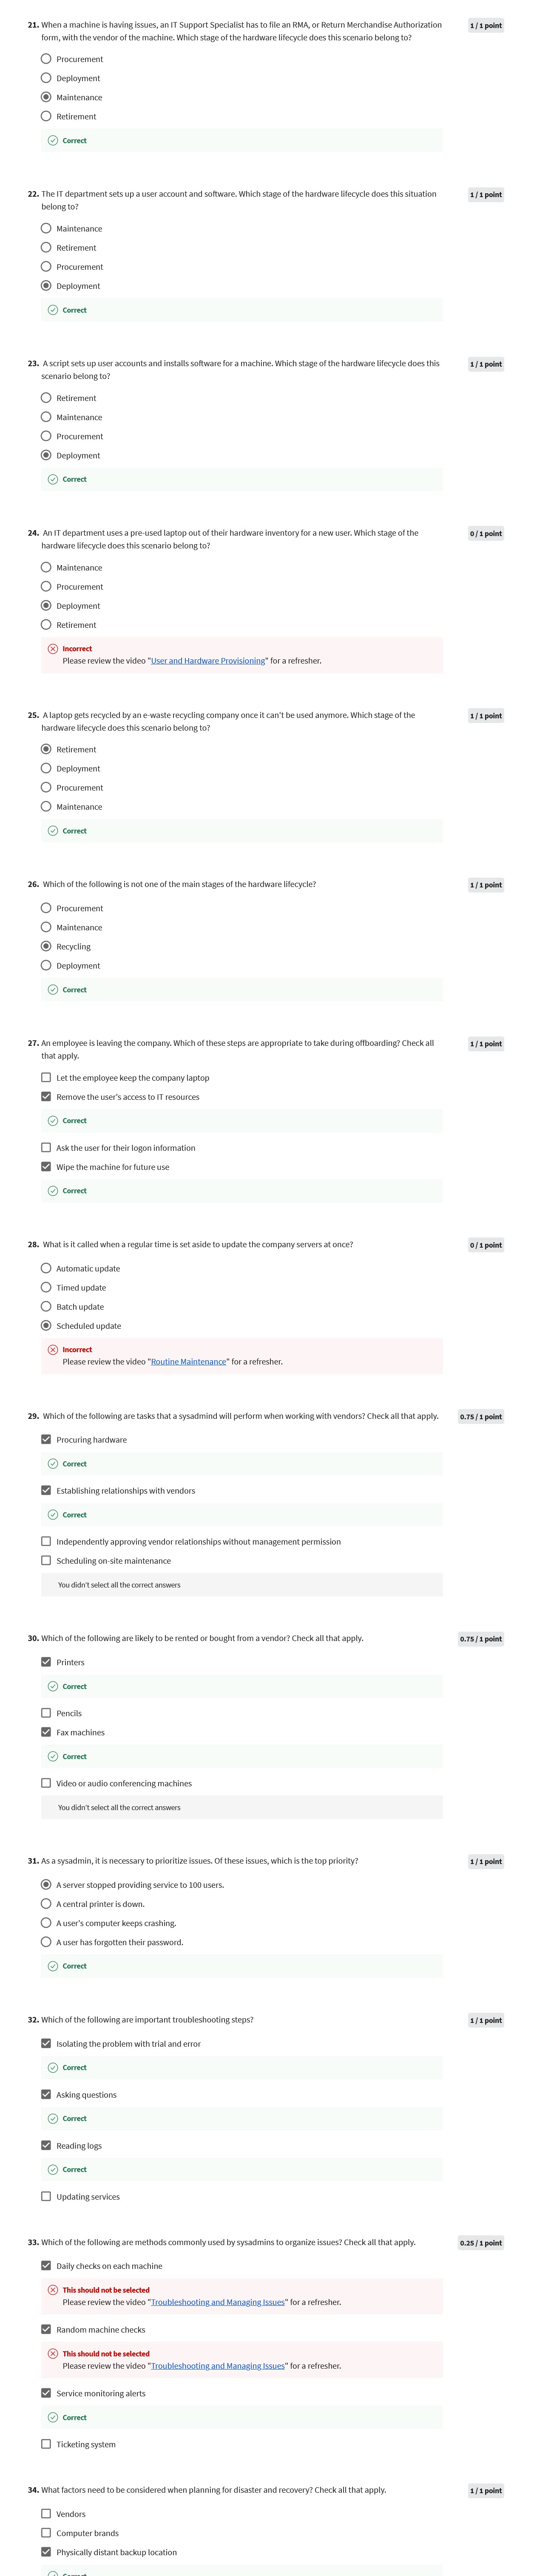 21. When a machine is having issues, an IT Support Specialist has to file an RMA, or Return Merchandise Authorization
form, with the vendor of the machine. Which stage of the hardware lifecycle does this scenario belong to?
1 / 1 point
Procurement
Deployment
Maintenance
Retirement
Correct
22. The IT department sets up a user account and software. Which stage of the hardware lifecycle does this situation
belong to?
1 / 1 point
Maintenance
Retirement
Procurement
Deployment
Correct
23. A script sets up user accounts and installs software for a machine. Which stage of the hardware lifecycle does this
scenario belong to?
1 / 1 point
Retirement
Maintenance
Procurement
Deployment
Correct
24. An IT department uses a pre-used laptop out of their hardware inventory for a new user. Which stage of the
hardware lifecycle does this scenario belong to?
0 / 1 point
Maintenance
Procurement
Deployment
Retirement
Incorrect
Please review the video "User and Hardware Provisioning" for a refresher.
25. A laptop gets recycled by an e-waste recycling company once it can't be used anymore. Which stage of the
hardware lifecycle does this scenario belong to?
1 / 1 point
Retirement
Deployment
Procurement
Maintenance
Correct
26. Which of the following is not one of the main stages of the hardware lifecycle?
1 / 1 point
Procurement
Maintenance
Recycling
Deployment
Correct
27. An employee is leaving the company. Which of these steps are appropriate to take during offboarding? Check all
that apply.
1 / 1 point
Let the employee keep the company laptop
Remove the user's access to IT resources
Correct
Ask the user for their logon information
Wipe the machine for future use
Correct
28. What is it called when a regular time is set aside to update the company servers at once?
0 / 1 point
Automatic update
Timed update
Batch update
Scheduled update
Incorrect
Please review the video "Routine Maintenance" for a refresher.
29. Which of the following are tasks that a sysadmind will perform when working with vendors? Check all that apply.
0.75 / 1 point
Procuring hardware
Correct
Establishing relationships with vendors
Correct
Independently approving vendor relationships without management permission
Scheduling on-site maintenance
You didn't select all the correct answers
30. Which of the following are likely to be rented or bought from a vendor? Check all that apply.
0.75 / 1 point
Printers
Correct
Pencils
Fax machines
Correct
Video or audio conferencing machines
You didn't select all the correct answers
31. As a sysadmin, it is necessary to prioritize issues. Of these issues, which is the top priority?
1 / 1 point
A server stopped providing service to 100 users.
A central printer is down.
A user's computer keeps crashing.
A user has forgotten their password.
Correct
32. Which of the following are important troubleshooting steps?
1 / 1 point
Isolating the problem with trial and error
Correct
Asking questions
Correct
Reading logs
Correct
Updating services
33. Which of the following are methods commonly used by sysadmins to organize issues? Check all that apply.
0.25 / 1 point
Daily checks on each machine
This should not be selected
Please review the video "Troubleshooting and Managing Issues" for a refresher.
Random machine checks
This should not be selected
Please review the video "Troubleshooting and Managing Issues" for a refresher.
Service monitoring alerts
Correct
Ticketing system
34. What factors need to be considered when planning for disaster and recovery? Check all that apply.
1 / 1 point
Vendors
Computer brands
Physically distant backup location